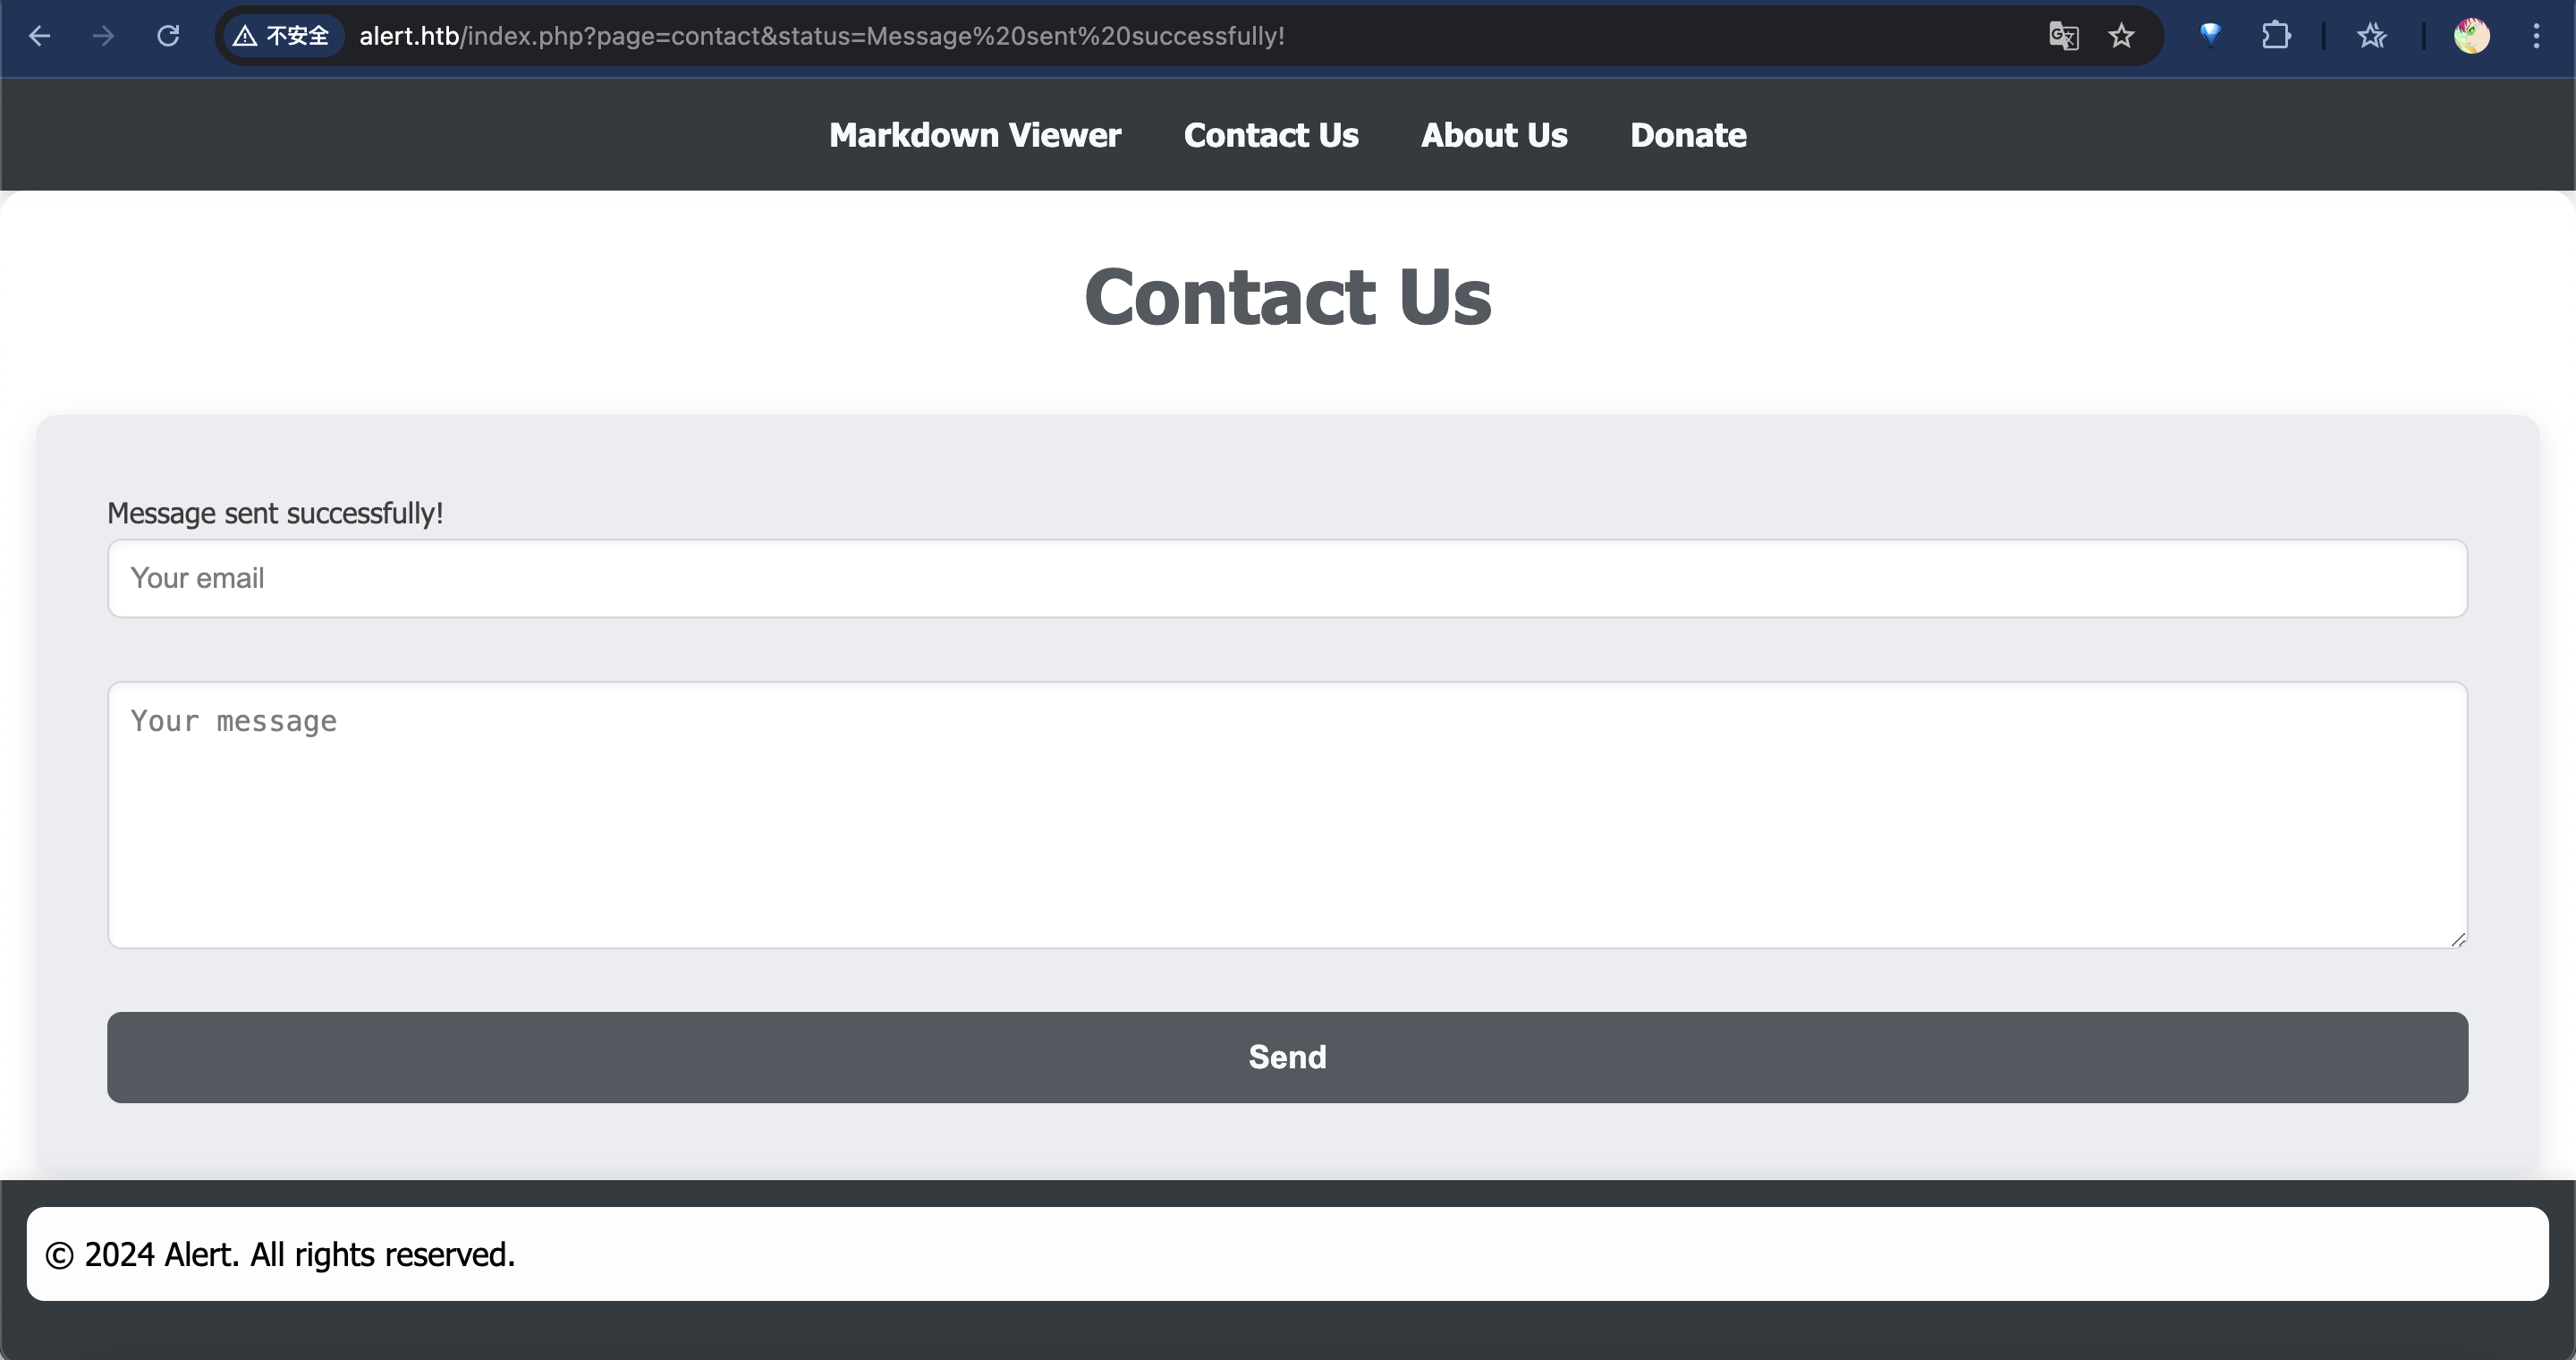 不安全 alert.htb/index.php?page=contact&status=Message%20sent%20successfully!
Markdown Viewer Contact Us About Us Donate
Contact Us
Message sent successfully!
Your email
Your message
Send
© 2024 Alert. All rights reserved.